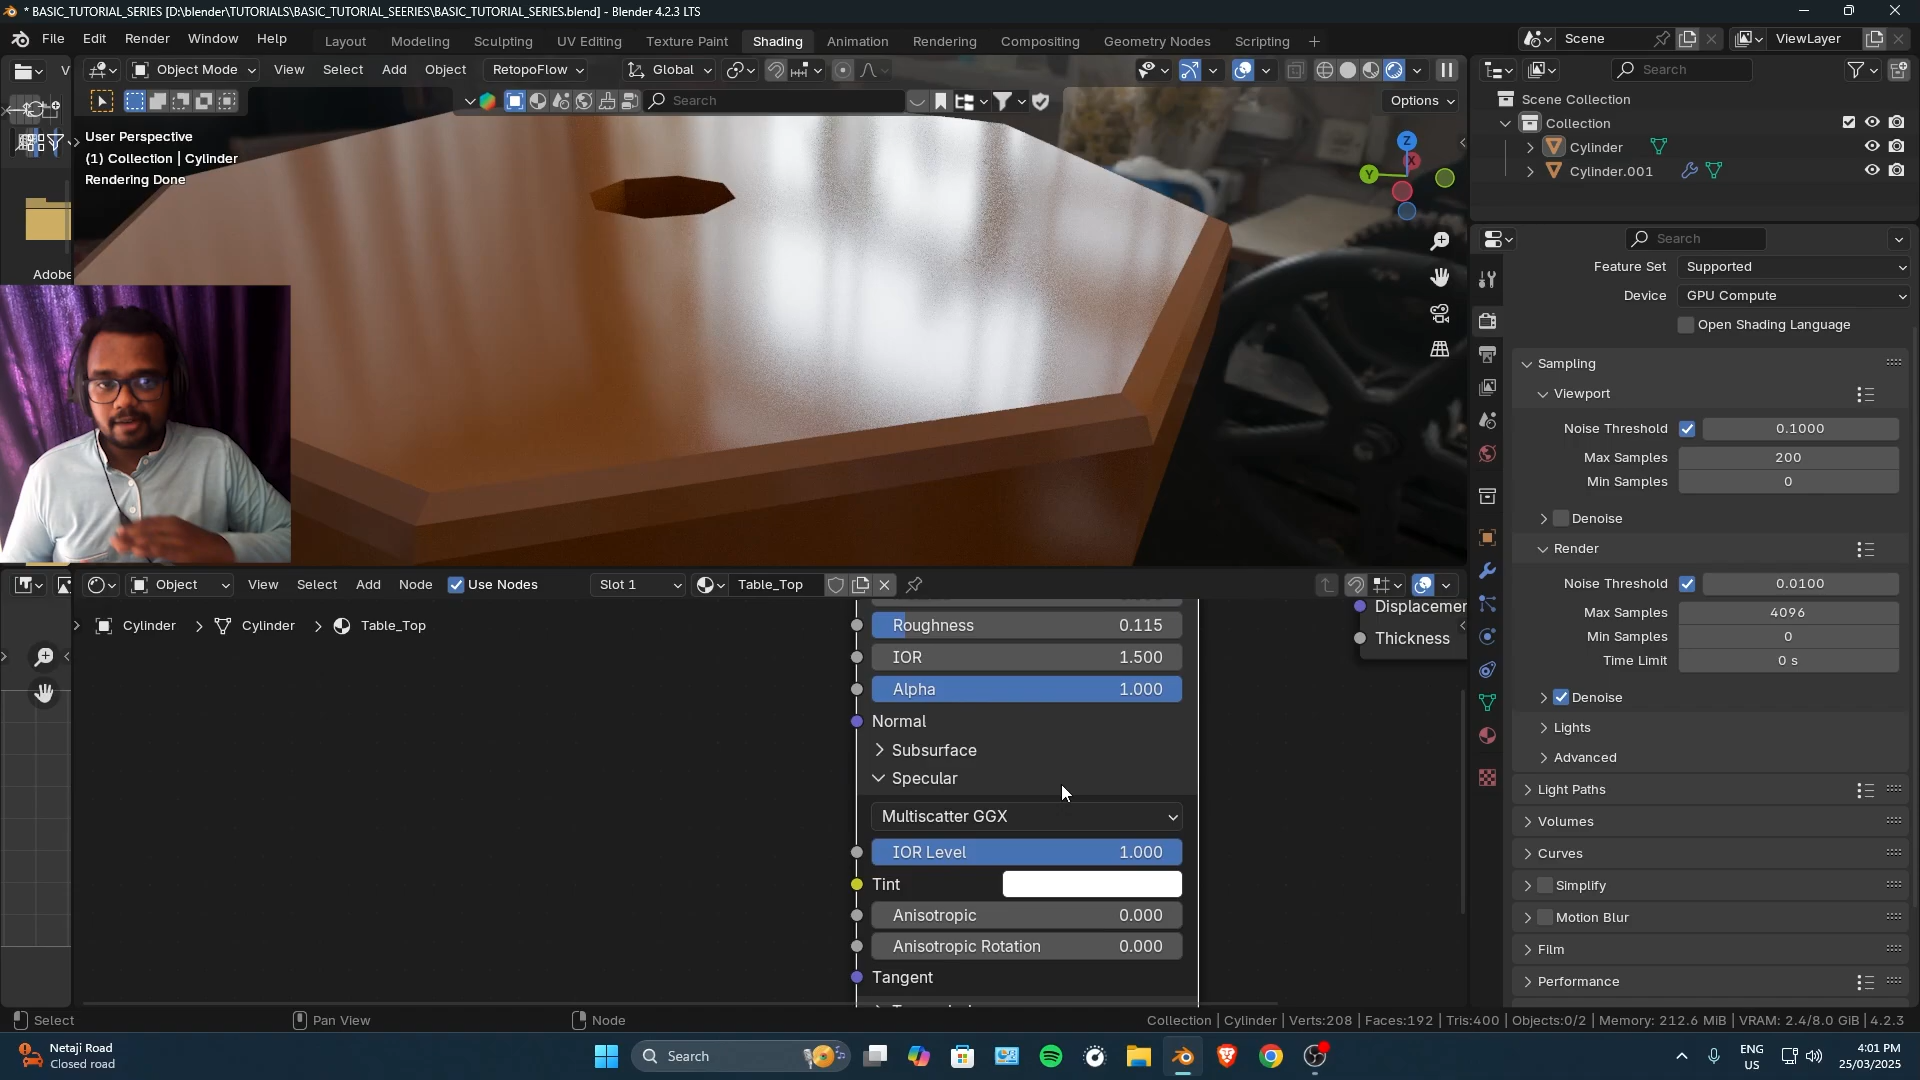 * BASIC_TUTORIAL_SERIES [D:\blender\TUTORIALS\BASIC_TUTORIAL_SEERIES\BASIC_TUTORIAL_SERIES.blend] - Blender 4.2.3 LTS
File Edit Render Window Help
Layout Modeling Sculpting UV Editing Texture Paint Shading Animation Rendering Compositing Geometry Nodes Scripting +
Scene ViewLayer
V
Object Mode View Select Add Object RetopoFlow Global
Search
Options
User Perspective
(1) Collection | Cylinder
Rendering Done
Z
X
Y
Adobe
Search
Scene Collection
Collection
Cylinder
Cylinder.001
Search
Feature Set Supported
Device GPU Compute
Open Shading Language
Sampling
Viewport
Noise Threshold 0.1000
Max Samples 200
Min Samples 0
Denoise
Render
Noise Threshold 0.0100
Max Samples 4096
Min Samples 0
Time Limit 0 s
Denoise
Lights
Advanced
Light Paths
Volumes
Curves
Simplify
Motion Blur
Film
Performance
Object View Select Add Node Use Nodes Slot 1 Table_Top
Cylinder > Cylinder > Table_Top
Displacemer
Thickness
Roughness 0.115
IOR 1.500
Alpha 1.000
Normal
Subsurface
Specular
Multiscatter GGX
IOR Level 1.000
Tint
Anisotropic 0.000
Anisotropic Rotation 0.000
Tangent
Select Pan View Node
Collection | Cylinder | Verts:208 | Faces:192 | Tris:400 | Objects:0/2 | Memory: 212.6 MiB | VRAM: 2.4/8.0 GiB | 4.2.3
Netaji Road
Closed road
Search
ENG
US
4:01 PM
25/03/2025